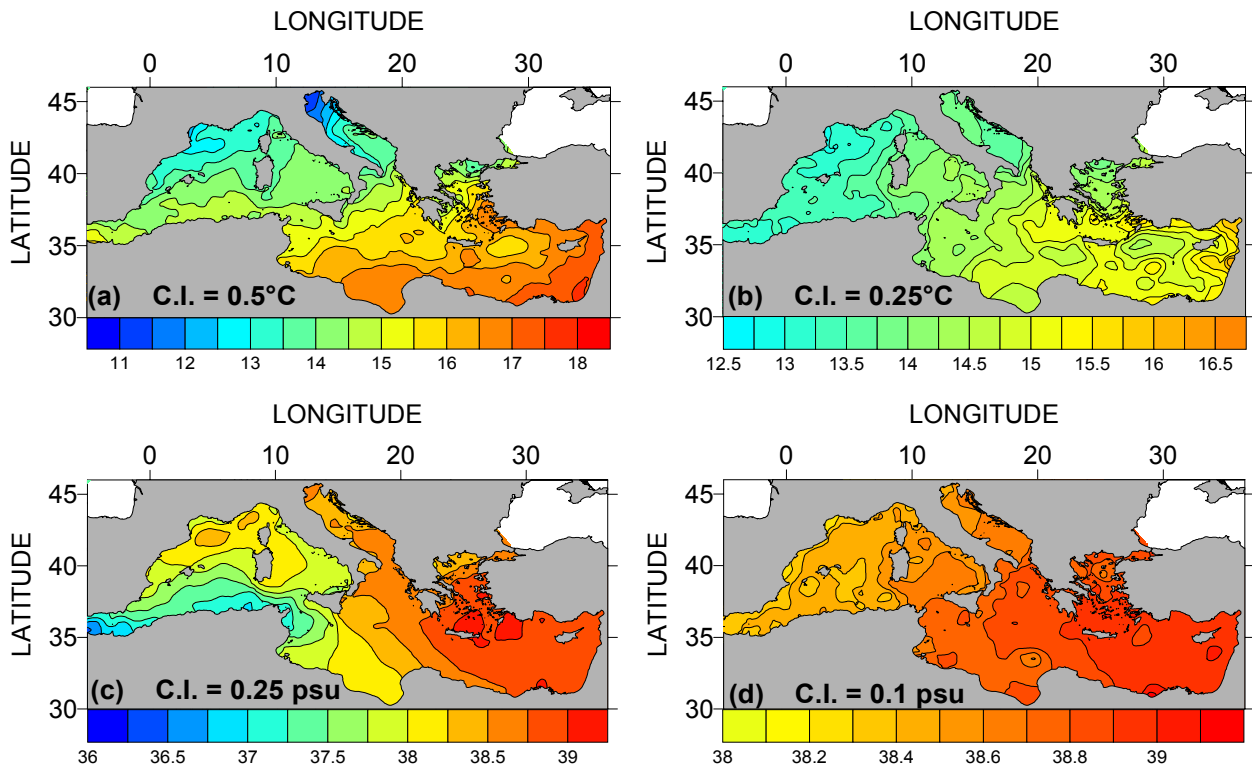 LONGITUDE LONGITUDE
0 10 20 30 0 10 20 30
LATITUDE 45 40 35 30 LATITUDE 45 40 35 30
(a) C.I. = 0.5°C (b) C.I. = 0.25°C
11 12 13 14 15 16 17 18 12.5 13 13.5 14 14.5 15 15.5 16 16.5
LONGITUDE LONGITUDE
0 10 20 30 0 10 20 30
LATITUDE 45 40 35 30 LATITUDE 45 40 35 30
(c) C.I. = 0.25 psu (d) C.I. = 0.1 psu
36 36.5 37 37.5 38 38.5 39 38 38.2 38.4 38.6 38.8 39